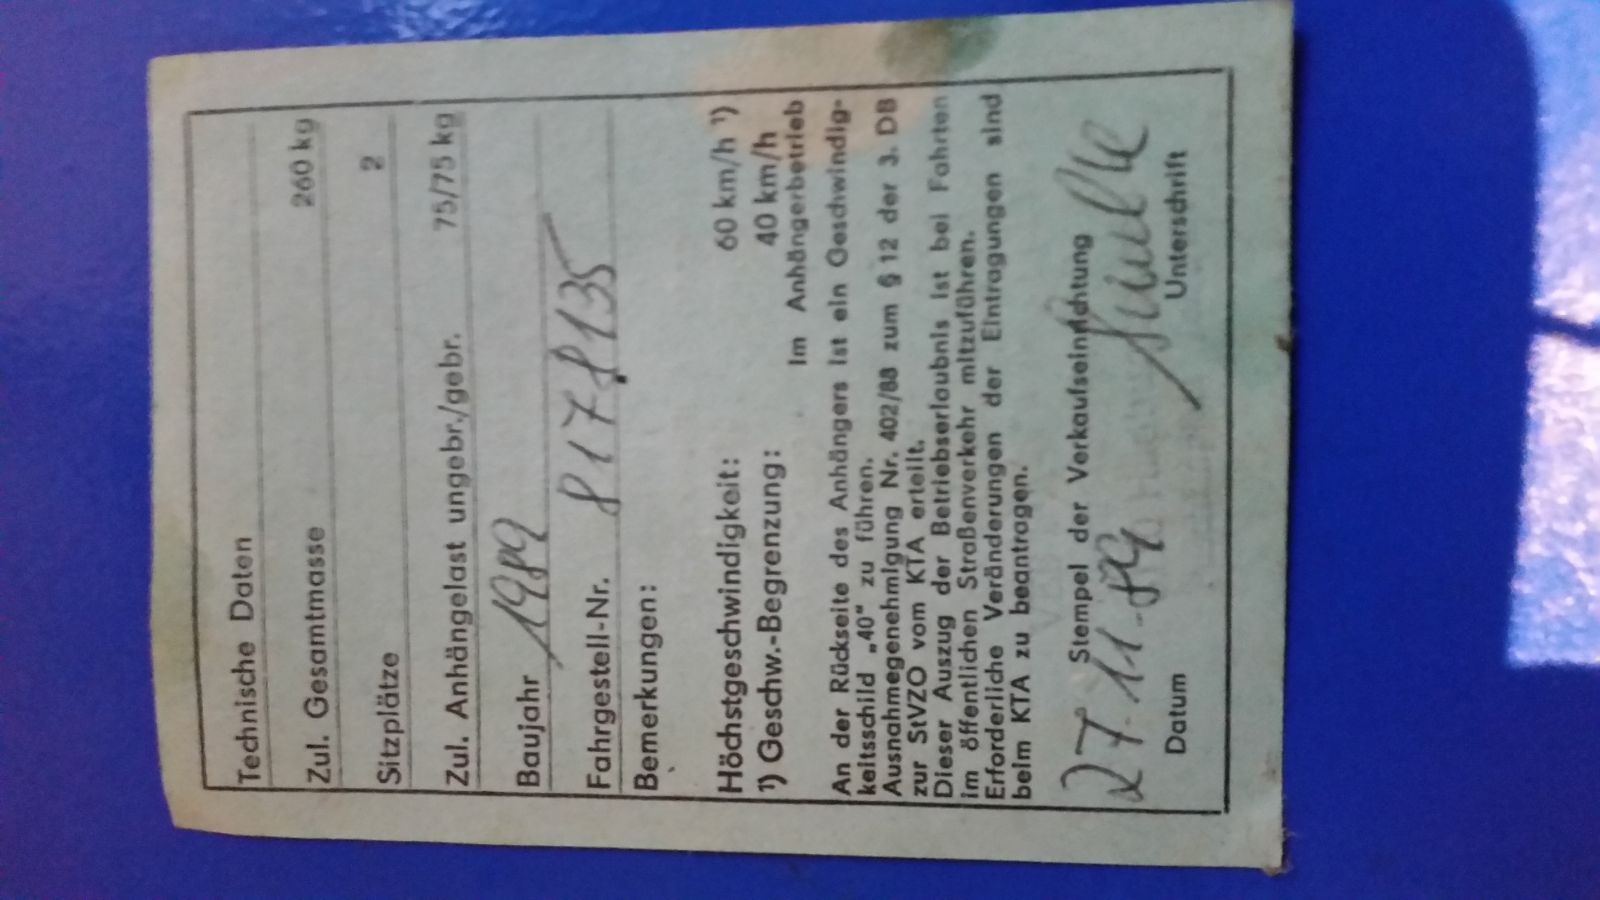 Technische Daten
Zul. Gesamtmasse 260 kg
Sitzplätze 2
Zul. Anhängelast ungebr./gebr. 75/75 kg
Baujahr 1989
Fahrgestell-Nr. 8178135
Bemerkungen:
Höchstgeschwindigkeit: 60 km/h ¹)
¹) Geschw.-Begrenzung: 40 km/h
im Anhängerbetrieb
An der Rückseite des Anhängers ist ein Geschwindig-
keitsschild „40" zu führen.
Ausnahmegenehmigung Nr. 402/88 zum § 12 der 3. DB
zur StVZO vom KTA erteilt.
Dieser Auszug der Betriebserlaubnis ist bei Fahrten
im öffentlichen Straßenverkehr mitzuführen.
Erforderliche Veränderungen der Eintragungen sind
beim KTA zu beantragen.
Stempel der Verkaufseinrichtung
27.11.89
Datum Unterschrift